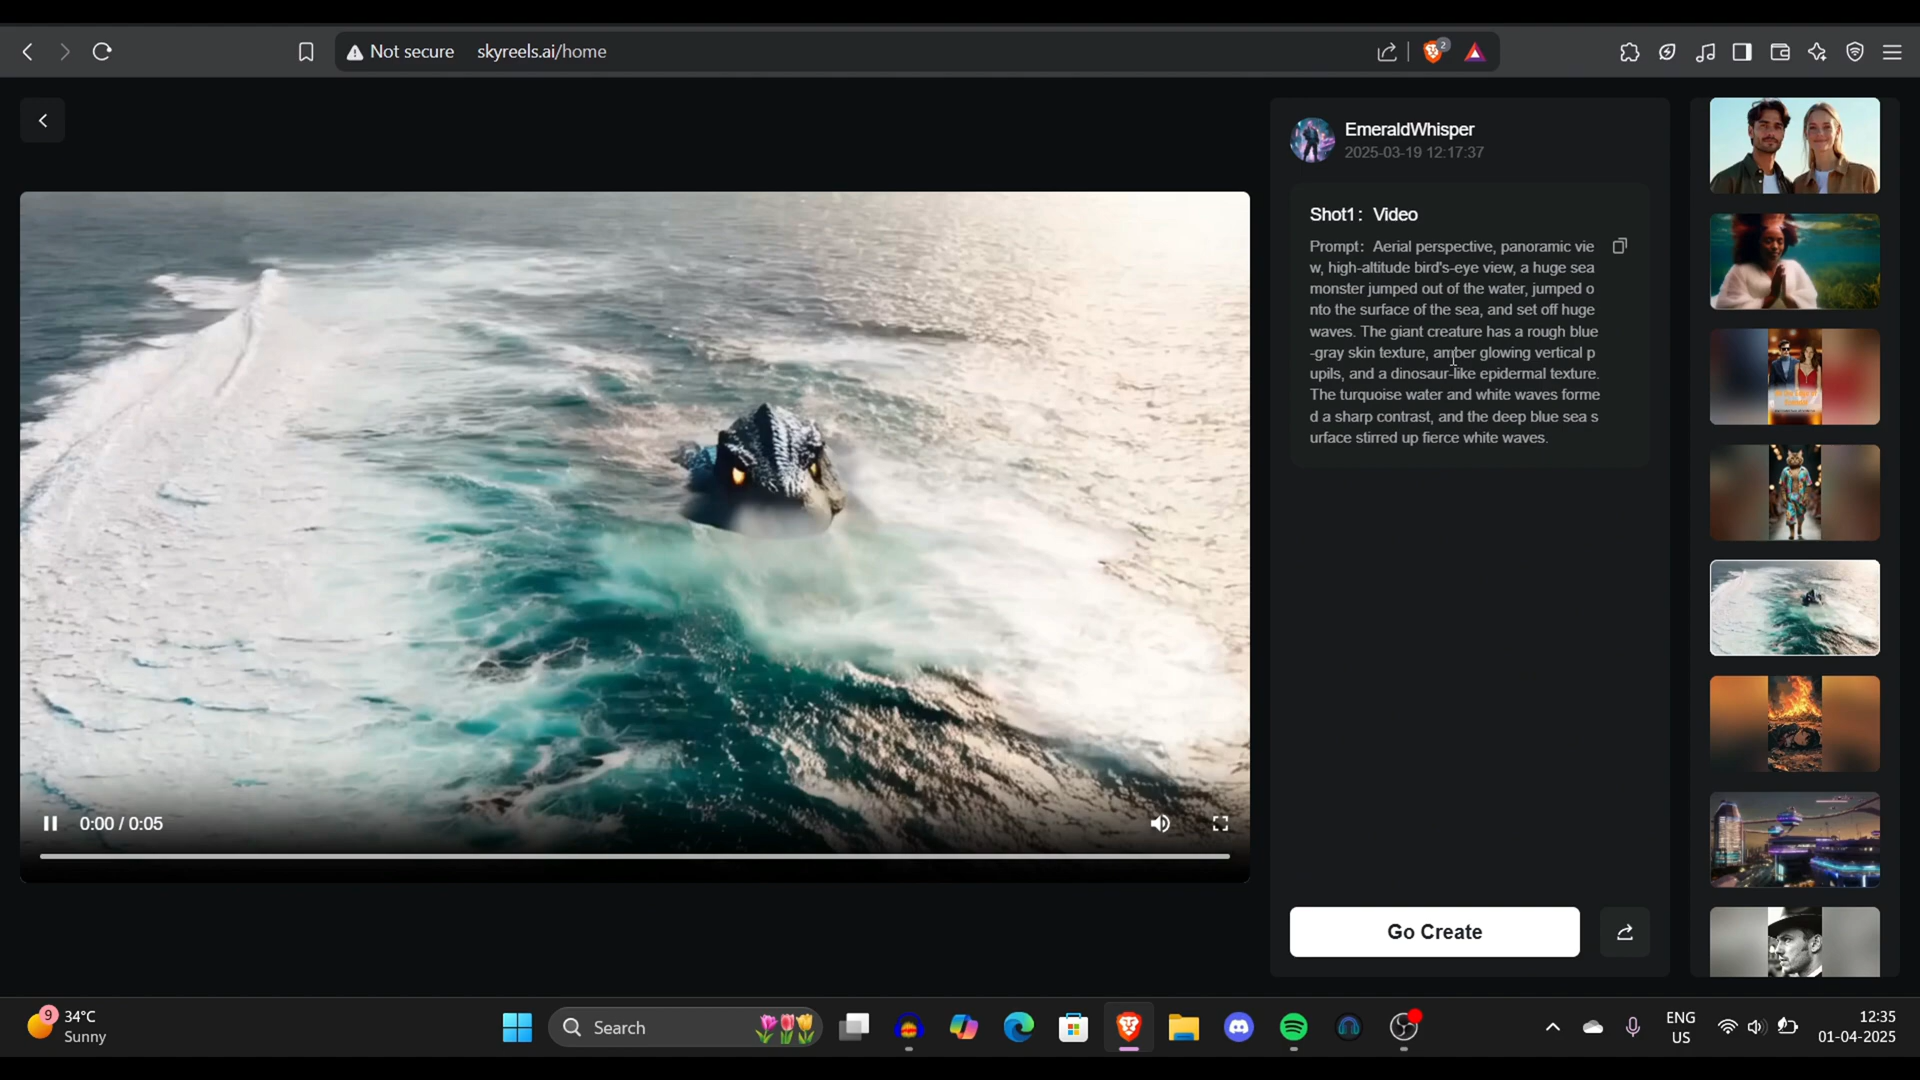 Not secure skyreels.ai/home
2
EmeraldWhisper
2025-03-19 12:17:37
Shot1: Video
Prompt: Aerial perspective, panoramic vie
w, high-altitude bird's-eye view, a huge sea
monster jumped out of the water, jumped o
nto the surface of the sea, and set off huge
waves. The giant creature has a rough blue
-gray skin texture, amber glowing vertical p
upils, and a dinosaur-like epidermal texture.
The turquoise water and white waves forme
d a sharp contrast, and the deep blue sea s
urface stirred up fierce white waves.
0:00 / 0:05
Go Create
9
34°C
Sunny
Search
ENG
US
12:35
01-04-2025